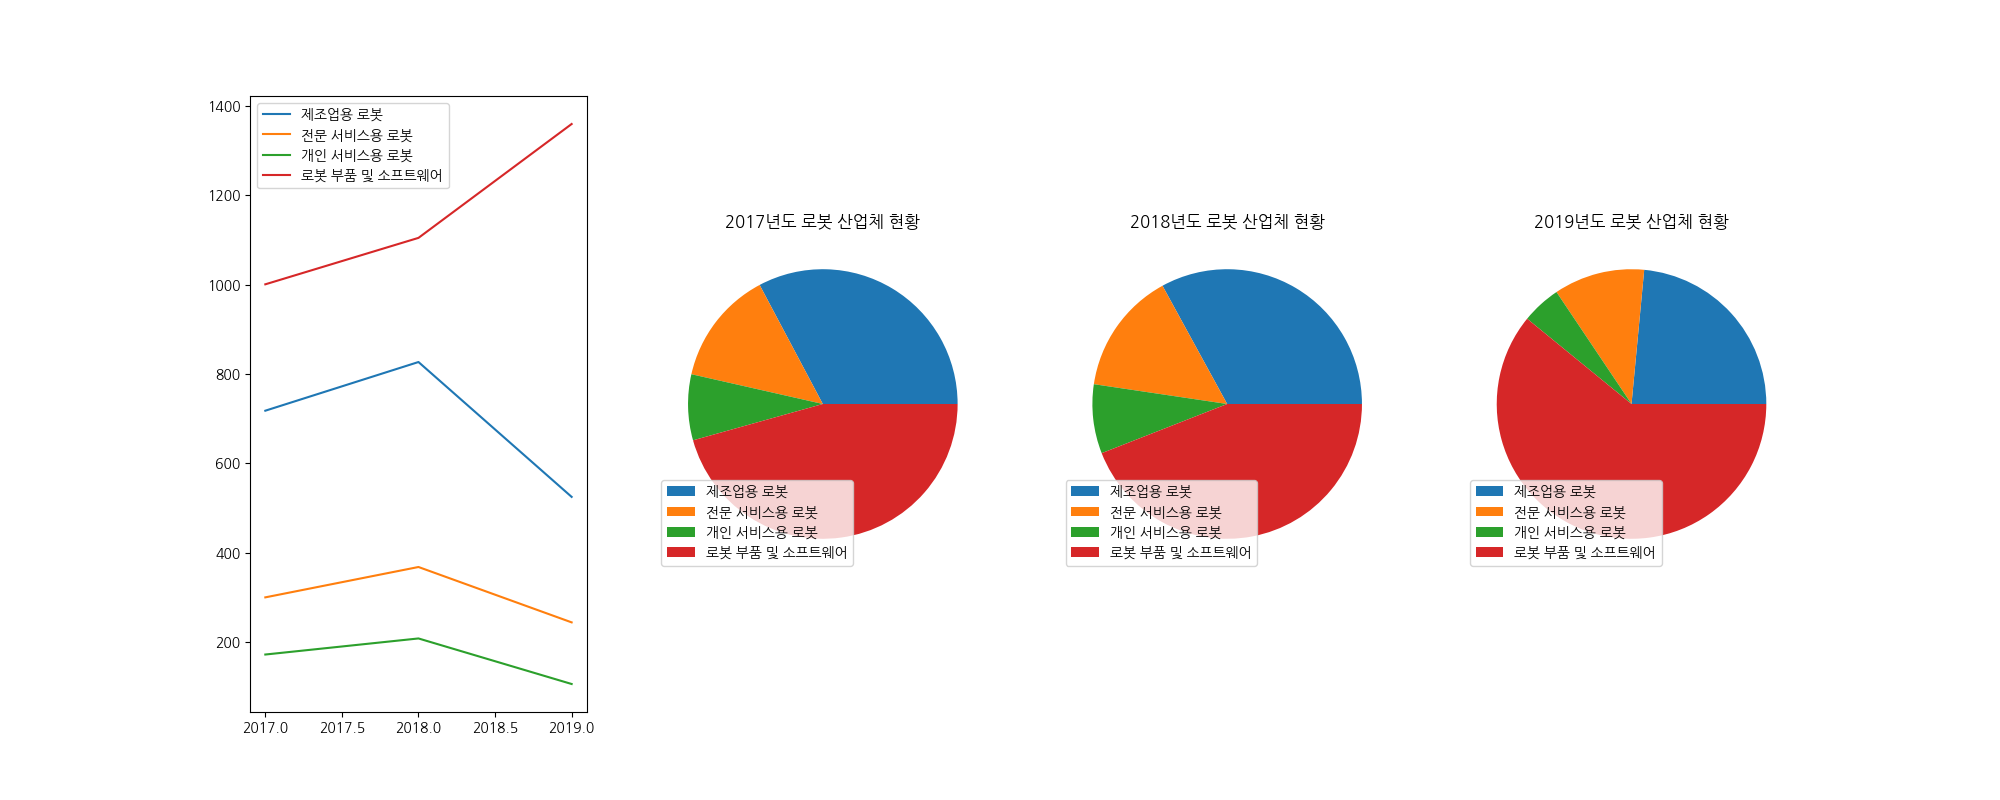 1400
1200
1000
800
600
400
200
2017.0
2017.5
2018.0
2018.5
2019.0
제조업용 로봇
전문 서비스용 로봇
개인 서비스용 로봇
로봇 부품 및 소프트웨어
2017년도 로봇 산업체 현황
제조업용 로봇
전문 서비스용 로봇
개인 서비스용 로봇
로봇 부품 및 소프트웨어
2018년도 로봇 산업체 현황
제조업용 로봇
전문 서비스용 로봇
개인 서비스용 로봇
로봇 부품 및 소프트웨어
2019년도 로봇 산업체 현황
제조업용 로봇
전문 서비스용 로봇
개인 서비스용 로봇
로봇 부품 및 소프트웨어